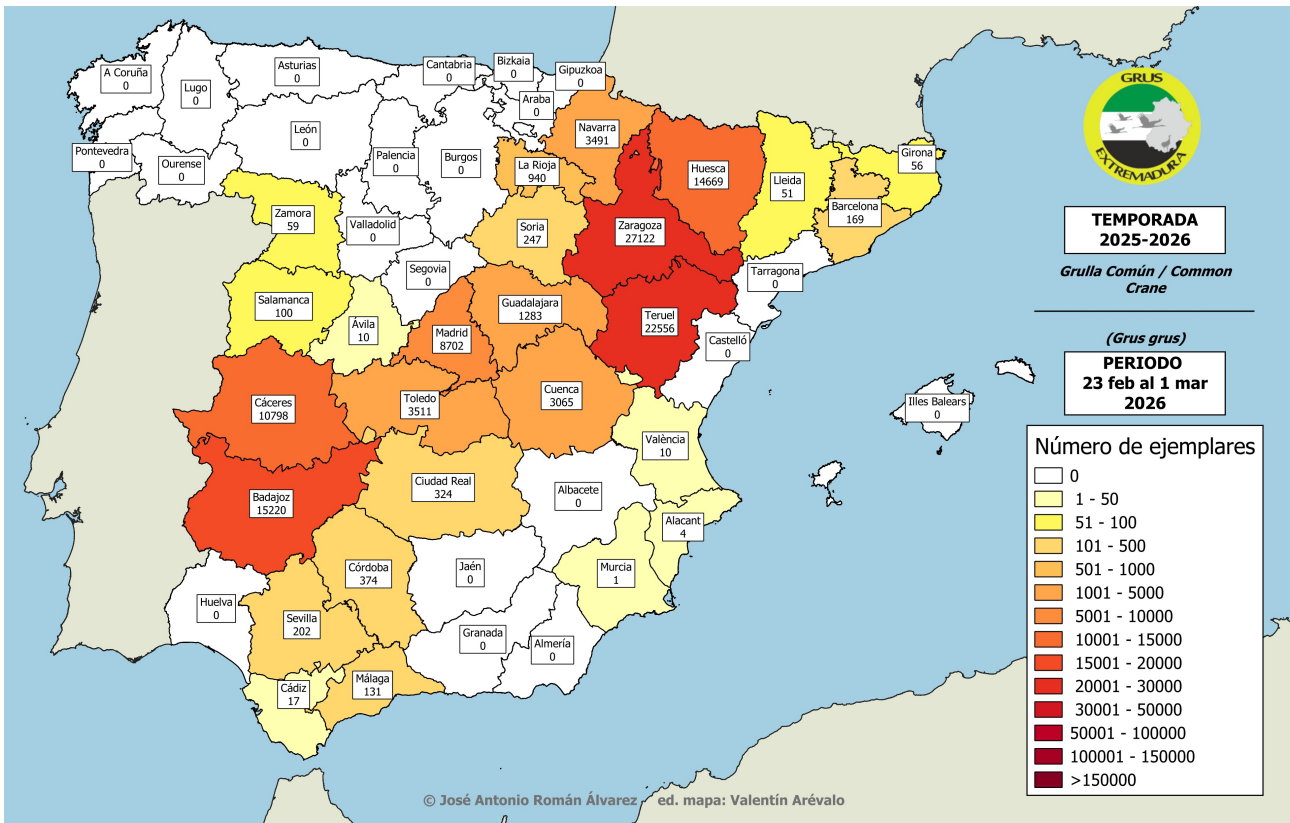 A Coruña
0
Lugo
0
Asturias
0
Cantabria
0
Bizkaia
0
Gipuzkoa
0
Araba
0
Pontevedra
0
Ourense
0
León
0
Palencia
0
Burgos
0
Navarra
3491
La Rioja
940
Huesca
14669
Lleida
51
Girona
56
Barcelona
169
Zamora
59
Valladolid
0
Soria
247
Zaragoza
27122
Segovia
0
Tarragona
0
Salamanca
100
Ávila
10
Madrid
8702
Guadalajara
1283
Teruel
22556
Castelló
0
Cáceres
10798
Toledo
3511
Cuenca
3065
Illes Balears
0
València
10
Badajoz
15220
Ciudad Real
324
Albacete
0
Alacant
4
Córdoba
374
Jaén
0
Murcia
1
Huelva
0
Sevilla
202
Granada
0
Almería
0
Cádiz
17
Málaga
131
GRUS
EXTREMADURA
TEMPORADA
2025-2026
Grulla Común / Common
Crane
(Grus grus)
PERIODO
23 feb al 1 mar
2026
Número de ejemplares
0
1 - 50
51 - 100
101 - 500
501 - 1000
1001 - 5000
5001 - 10000
10001 - 15000
15001 - 20000
20001 - 30000
30001 - 50000
50001 - 100000
100001 - 150000
>150000
© José Antonio Román Álvarez ed. mapa: Valentín Arévalo